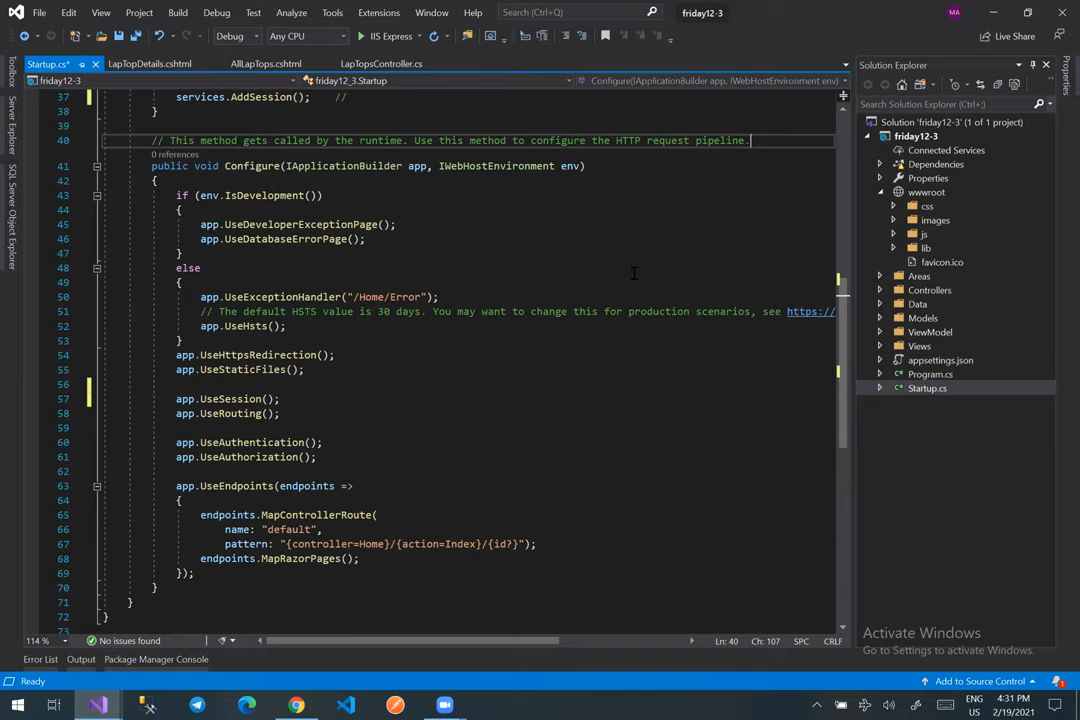 File Edit View Project Build Debug Test Analyze Tools Extensions Window Help Search (Ctrl+Q) friday12-3 MA
Debug Any CPU IIS Express Live Share
Startup.cs* LapTopDetails.cshtml AllLapTops.cshtml LapTopsController.cs
friday12-3 friday12_3.Startup Configure(IApplicationBuilder app, IWebHostEnvironment env)
Toolbox
Server Explorer
SQL Server Object Explorer
37 services.AddSession(); //
38 }
39
40 // This method gets called by the runtime. Use this method to configure the HTTP request pipeline.
0 references
41 public void Configure(IApplicationBuilder app, IWebHostEnvironment env)
42 {
43 if (env.IsDevelopment())
44 {
45 app.UseDeveloperExceptionPage();
46 app.UseDatabaseErrorPage();
47 }
48 else
49 {
50 app.UseExceptionHandler("/Home/Error");
51 // The default HSTS value is 30 days. You may want to change this for production scenarios, see https://
52 app.UseHsts();
53 }
54 app.UseHttpsRedirection();
55 app.UseStaticFiles();
56
57 app.UseSession();
58 app.UseRouting();
59
60 app.UseAuthentication();
61 app.UseAuthorization();
62
63 app.UseEndpoints(endpoints =>
64 {
65 endpoints.MapControllerRoute(
66 name: "default",
67 pattern: "{controller=Home}/{action=Index}/{id?}");
68 endpoints.MapRazorPages();
69 });
70 }
71 }
72 }
73
114 % No issues found Ln: 40 Ch: 107 SPC CRLF
Solution Explorer
Search Solution Explorer (Ctrl+;)
Solution 'friday12-3' (1 of 1 project)
friday12-3
Connected Services
Dependencies
Properties
wwwroot
css
images
js
lib
favicon.ico
Areas
Controllers
Data
Models
ViewModel
Views
appsettings.json
Program.cs
Startup.cs
Properties
Activate Windows
Go to Settings to activate Windows.
Error List Output Package Manager Console
Ready Add to Source Control 1
ENG
US
4:31 PM
2/19/2021